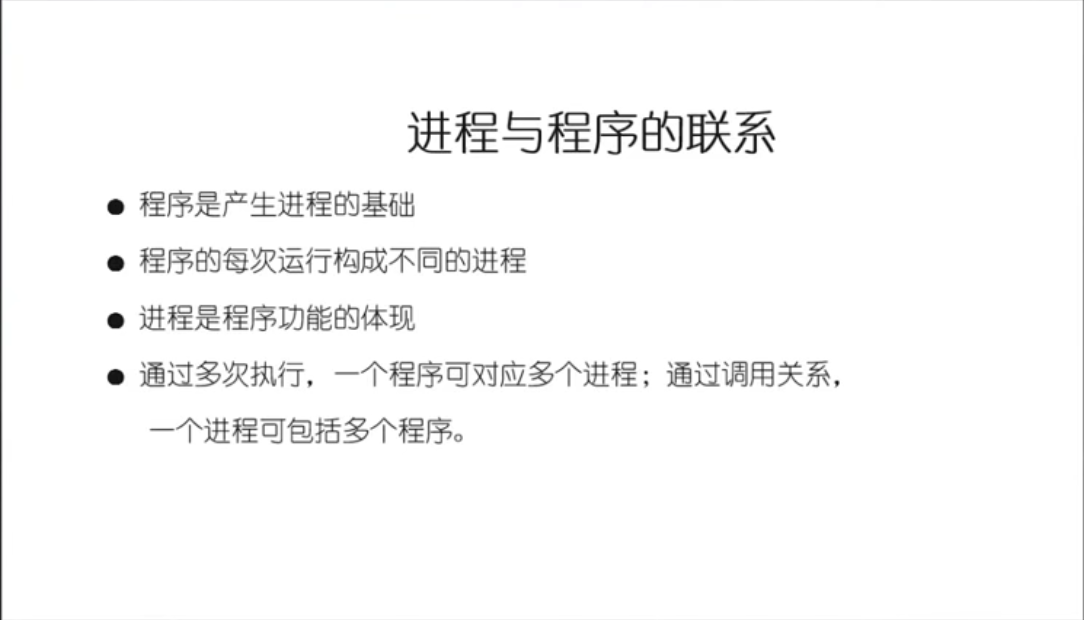 进程与程序的联系
● 程序是产生进程的基础
● 程序的每次运行构成不同的进程
● 进程是程序功能的体现
● 通过多次执行，一个程序可对应多个进程；通过调用关系，
一个进程可包括多个程序。